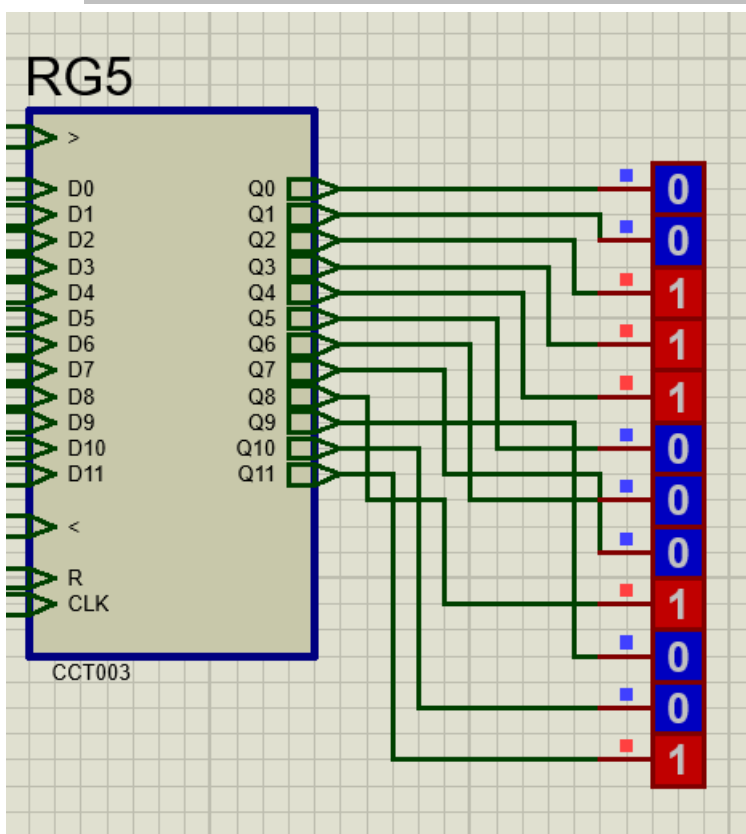 RG5
>
D0 Q0 0
D1 Q1
D2 Q2 0
D3 Q3
D4 Q4 1
D5 Q5
D6 Q6 1
D7 Q7
D8 Q8 1
D9 Q9
D10 Q10 0
D11 Q11
0
<
0
R
CLK 1
0
CCT003
0
1